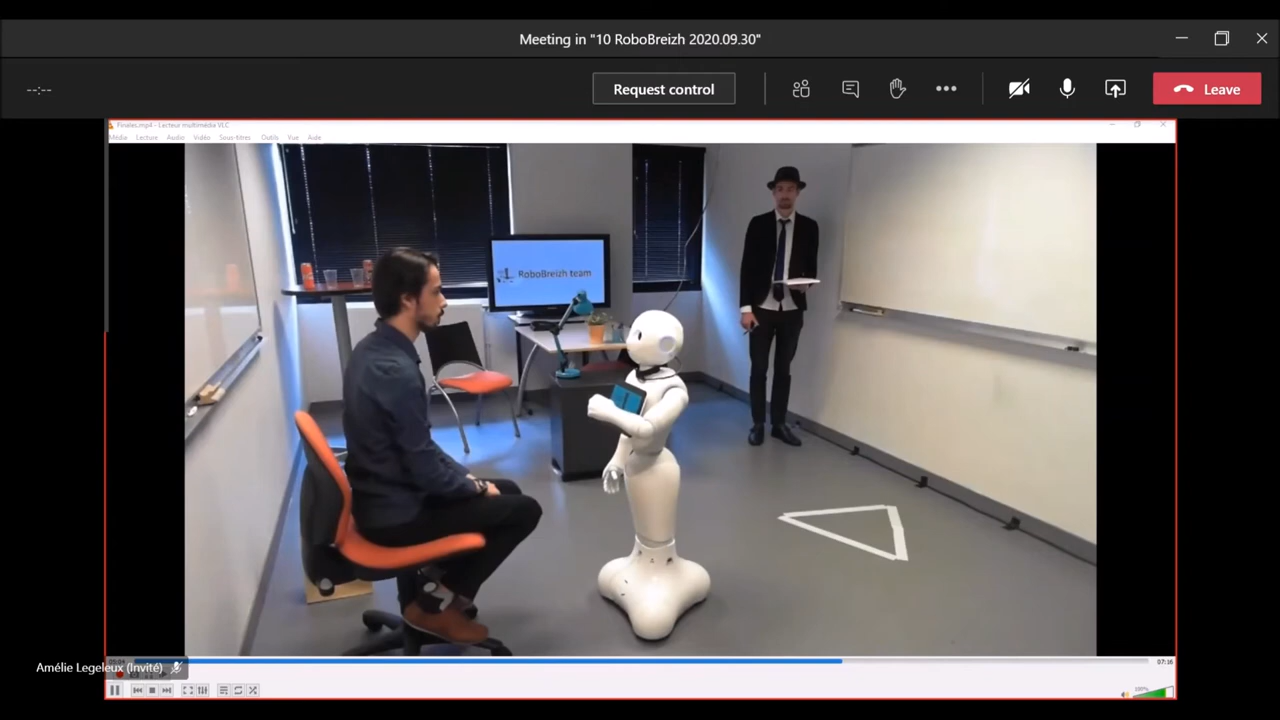 Meeting in "10 RoboBreizh 2020.09.30"
--:--
Request control
Leave
Finales.mp4 - Lecteur multimédia VLC
Média Lecture Audio Vidéo Sous-titres Outils Vue Aide
RoboBreizh team
Amélie Legeleux (Invité)
07:16
100%